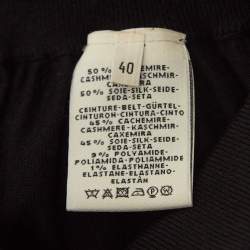 40
50% CACHEMIRE-
CASHMERE-KASCHMIR-
CAXEMIRA
50% SOIE-SILK-SEIDE-
SEDA-SETA
CEINTURE-BELT-GÜRTEL-
CINTURON-CINTURA-CINTO
45% CACHEMIRE-
CASHMERE-KASCHMIR-
CAXEMIRA
45% SOIE-SILK-SEIDE-
SEDA-SETA
9% POLYAMIDE-
POLIAMMIDE-POLIAMIDE
1% ELASTHANNE-
ELASTANE-ELASTANO-
ELASTAN